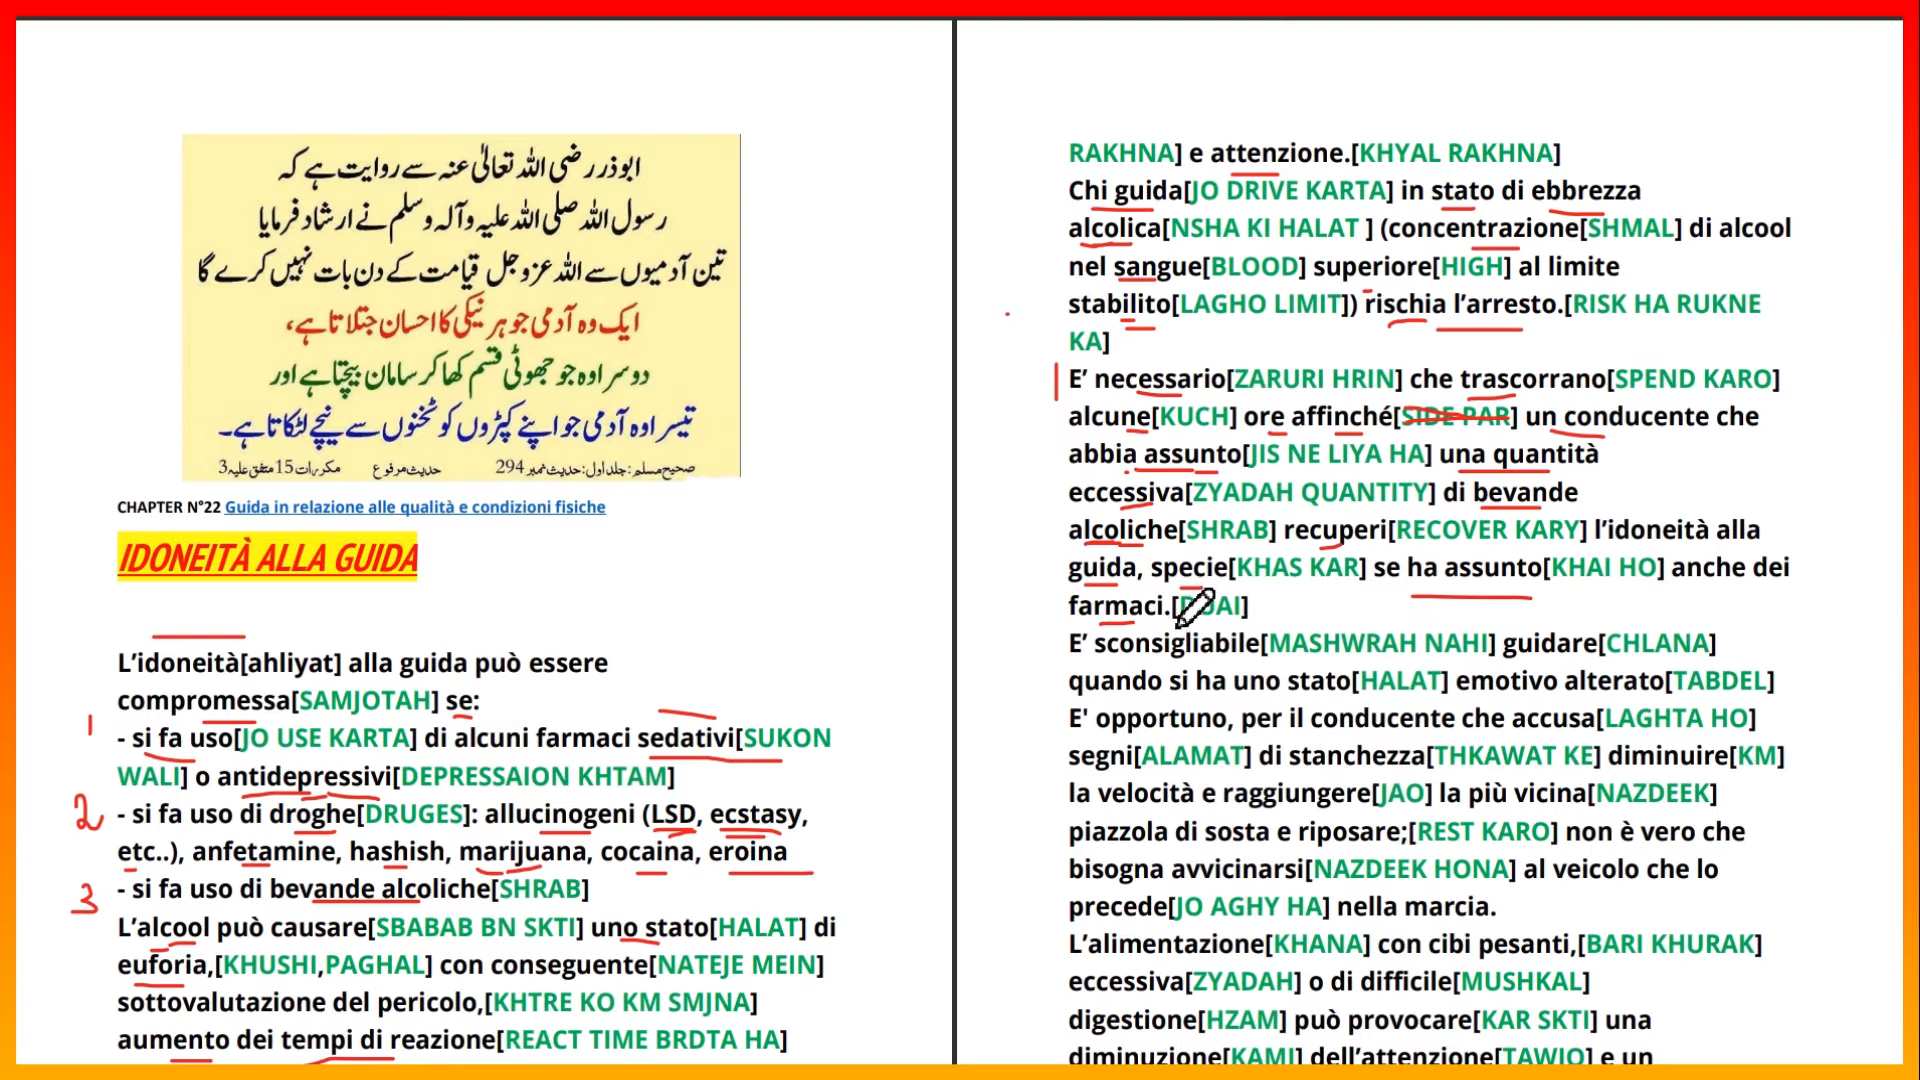 ابوذر رضی اللہ تعالیٰ عنہ سے روایت ہے کہ
رسول اللہ صلی اللہ علیہ وآلہ وسلم نے ارشاد فرمایا
تین آدمیوں سے اللہ عزوجل قیامت کے دن بات نہیں کرے گا
ایک وہ آدمی جو ہر نیکی کا احسان جتلاتا ہے،
دوسرا وہ جو جھوٹی قسم کھا کر سامان بیچتا ہے اور
تیسرا وہ آدمی جو اپنے کپڑوں کو ٹخنوں سے نیچے لٹکاتا ہے۔
صحیح مسلم:جلد اول:حدیث نمبر 294 حدیث مرفوع مکررات 15 متفق علیہ 3
CHAPTER N°22 Guida in relazione alle qualità e condizioni fisiche
IDONEITÀ ALLA GUIDA
L’idoneità[ahliyat] alla guida può essere
compromessa[SAMJOTAH] se:
1
- si fa uso[JO USE KARTA] di alcuni farmaci sedativi[SUKON
WALI] o antidepressivi[DEPRESSAION KHTAM]
2
- si fa uso di droghe[DRUGES]: allucinogeni (LSD, ecstasy,
etc..), anfetamine, hashish, marijuana, cocaina, eroina
3
- si fa uso di bevande alcoliche[SHRAB]
L’alcool può causare[SBABAB BN SKTI] uno stato[HALAT] di
euforia,[KHUSHI,PAGHAL] con conseguente[NATEJE MEIN]
sottovalutazione del pericolo,[KHTRE KO KM SMJNA]
aumento dei tempi di reazione[REACT TIME BRDTA HA]
RAKHNA] e attenzione.[KHYAL RAKHNA]
Chi guida[JO DRIVE KARTA] in stato di ebbrezza
alcolica[NSHA KI HALAT ] (concentrazione[SHMAL] di alcool
nel sangue[BLOOD] superiore[HIGH] al limite
stabilito[LAGHO LIMIT]) rischia l’arresto.[RISK HA RUKNE
KA]
E’ necessario[ZARURI HRIN] che trascorrano[SPEND KARO]
alcune[KUCH] ore affinché[SIDE PAR] un conducente che
abbia assunto[JIS NE LIYA HA] una quantità
eccessiva[ZYADAH QUANTITY] di bevande
alcoliche[SHRAB] recuperi[RECOVER KARY] l’idoneità alla
guida, specie[KHAS KAR] se ha assunto[KHAI HO] anche dei
farmaci.
E’ sconsigliabile[MASHWRAH NAHI] guidare[CHLANA]
quando si ha uno stato[HALAT] emotivo alterato[TABDEL]
E' opportuno, per il conducente che accusa[LAGHTA HO]
segni[ALAMAT] di stanchezza[THKAWAT KE] diminuire[KM]
la velocità e raggiungere[JAO] la più vicina[NAZDEEK]
piazzola di sosta e riposare;[REST KARO] non è vero che
bisogna avvicinarsi[NAZDEEK HONA] al veicolo che lo
precede[JO AGHY HA] nella marcia.
L’alimentazione[KHANA] con cibi pesanti,[BARI KHURAK]
eccessiva[ZYADAH] o di difficile[MUSHKAL]
digestione[HZAM] può provocare[KAR SKTI] una
diminuzione[KAMI] dell’attenzione[TAWJO] e un